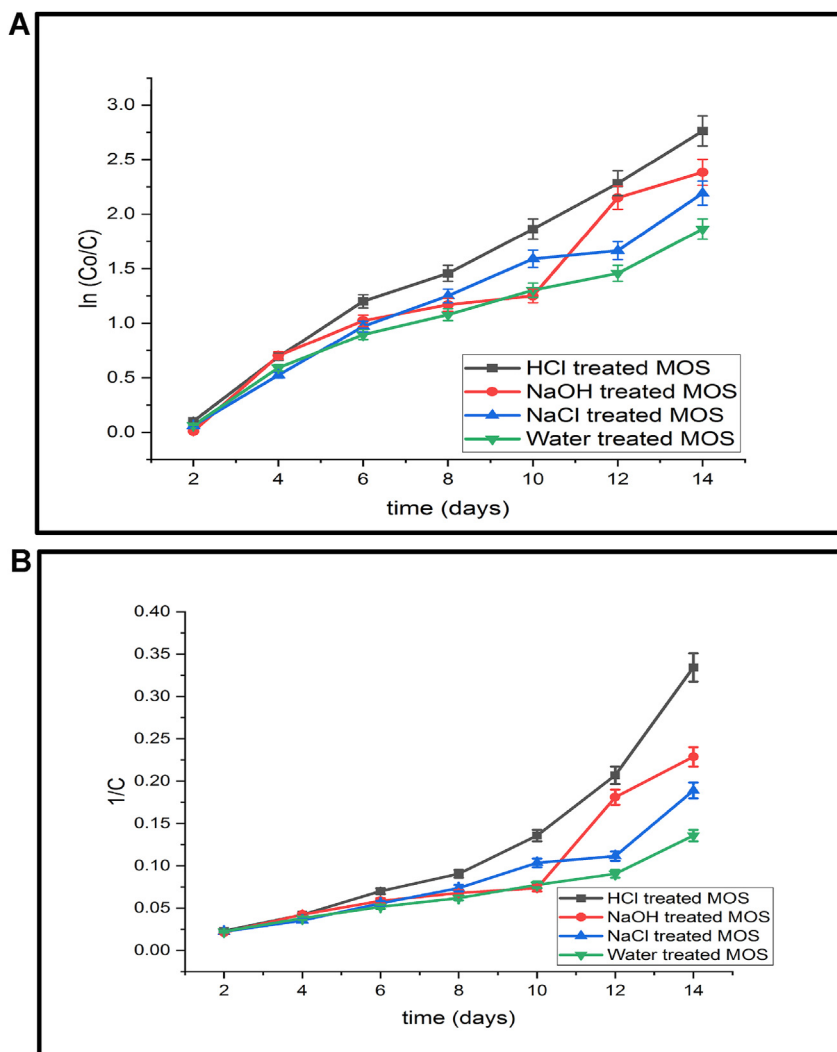 A
3.0
2.5
2.0
1.5
1.0
0.5
0.0
ln (Co/C)
HCl treated MOS
NaOH treated MOS
NaCl treated MOS
Water treated MOS
2 4 6 8 10 12 14
time (days)
B
0.40
0.35
0.30
0.25
0.20
0.15
0.10
0.05
0.00
1/C
HCl treated MOS
NaOH treated MOS
NaCl treated MOS
Water treated MOS
2 4 6 8 10 12 14
time (days)